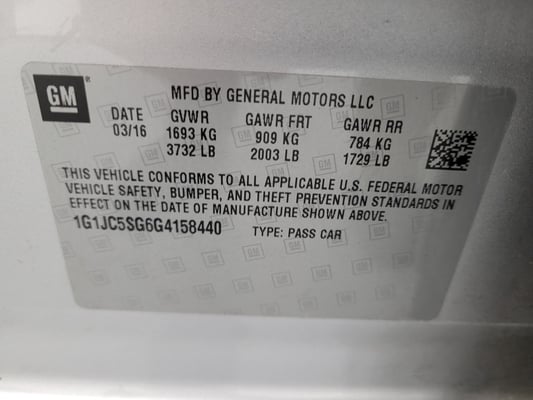 GM
MFD BY GENERAL MOTORS LLC
DATE GVWR GAWR FRT GAWR RR
03/16 1693 KG 909 KG 784 KG
3732 LB 2003 LB 1729 LB
THIS VEHICLE CONFORMS TO ALL APPLICABLE U.S. FEDERAL MOTOR
VEHICLE SAFETY, BUMPER, AND THEFT PREVENTION STANDARDS IN
EFFECT ON THE DATE OF MANUFACTURE SHOWN ABOVE.
1G1JC5SG6G4158440 TYPE: PASS CAR